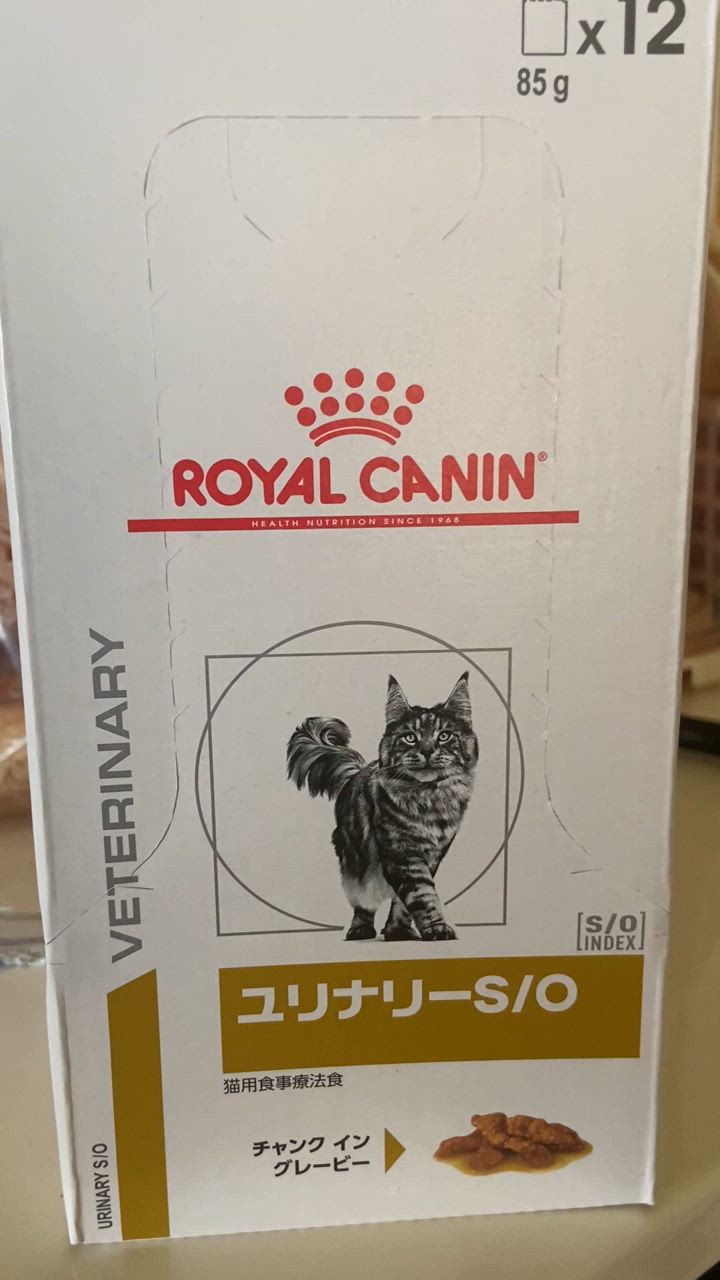 x 12
85 g
ROYAL CANIN®
HEALTH NUTRITION SINCE 1968
VETERINARY
[S/O]
[INDEX]
ユリナリーS/O
猫用食事療法食
チャンク イン
グレービー
URINARY S/O